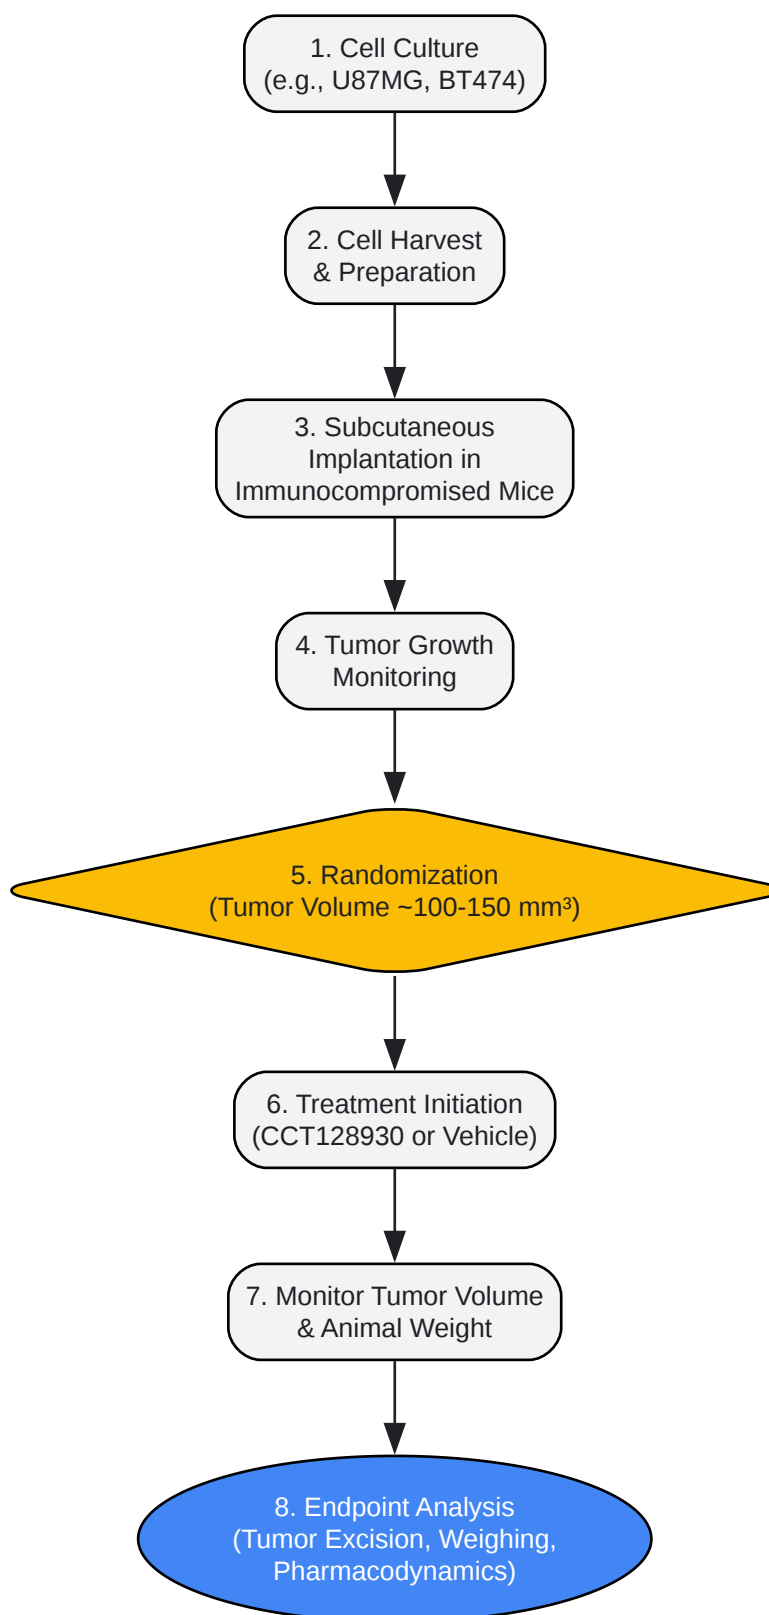 1. Cell Culture
(e.g., U87MG, BT474)
2. Cell Harvest
& Preparation
3. Subcutaneous
Implantation in
Immunocompromised Mice
4. Tumor Growth
Monitoring
5. Randomization
(Tumor Volume ~100-150 mm³)
6. Treatment Initiation
(CCT128930 or Vehicle)
7. Monitor Tumor Volume
& Animal Weight
8. Endpoint Analysis
(Tumor Excision, Weighing,
Pharmacodynamics)